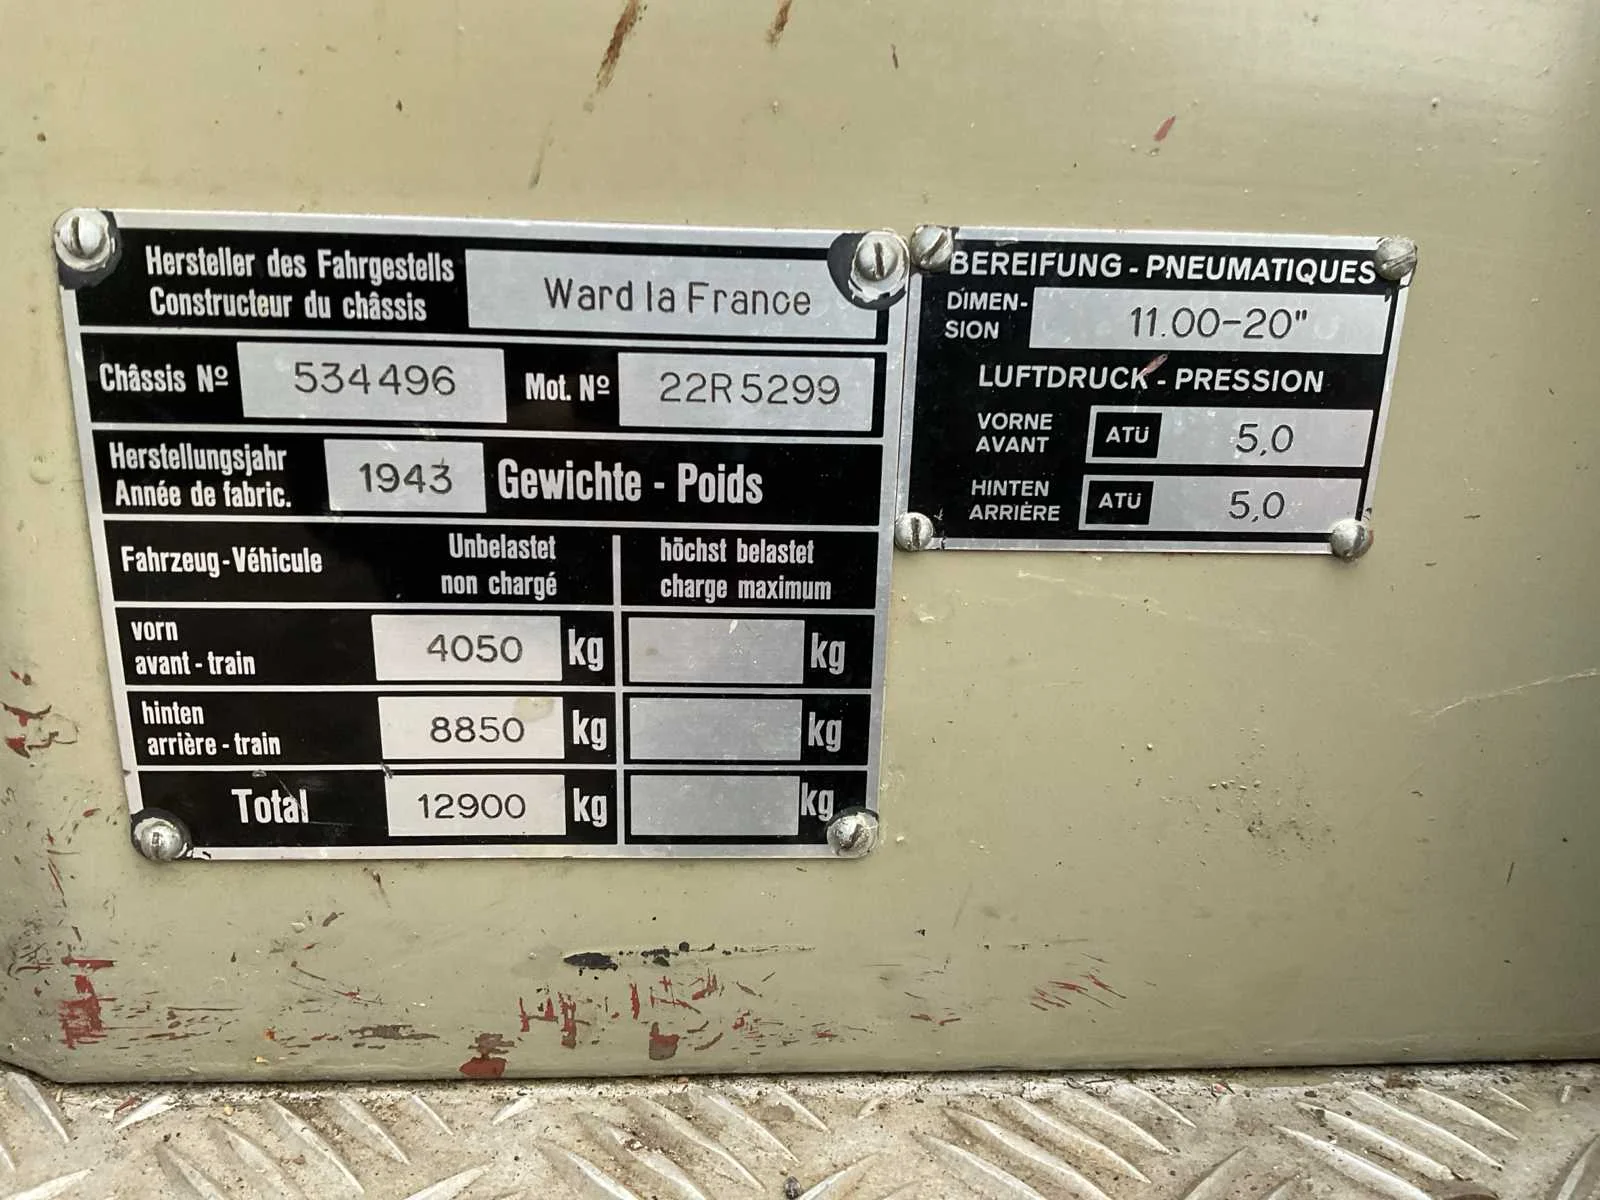 Hersteller des Fahrgestells
Constructeur du châssis
Ward la France
Châssis Nº 534496 Mot. Nº 22R5299
Herstellungsjahr
Année de fabric.
1943 Gewichte - Poids
Fahrzeug-Véhicule
Unbelastet
non chargé
höchst belastet
charge maximum
vorn
avant-train
4050 kg kg
hinten
arrière-train
8850 kg kg
Total 12900 kg kg
BEREIFUNG - PNEUMATIQUES
DIMEN-
SION
11.00-20"
LUFTDRUCK - PRESSION
VORNE
AVANT
ATÜ 5,0
HINTEN
ARRIÈRE
ATÜ 5,0